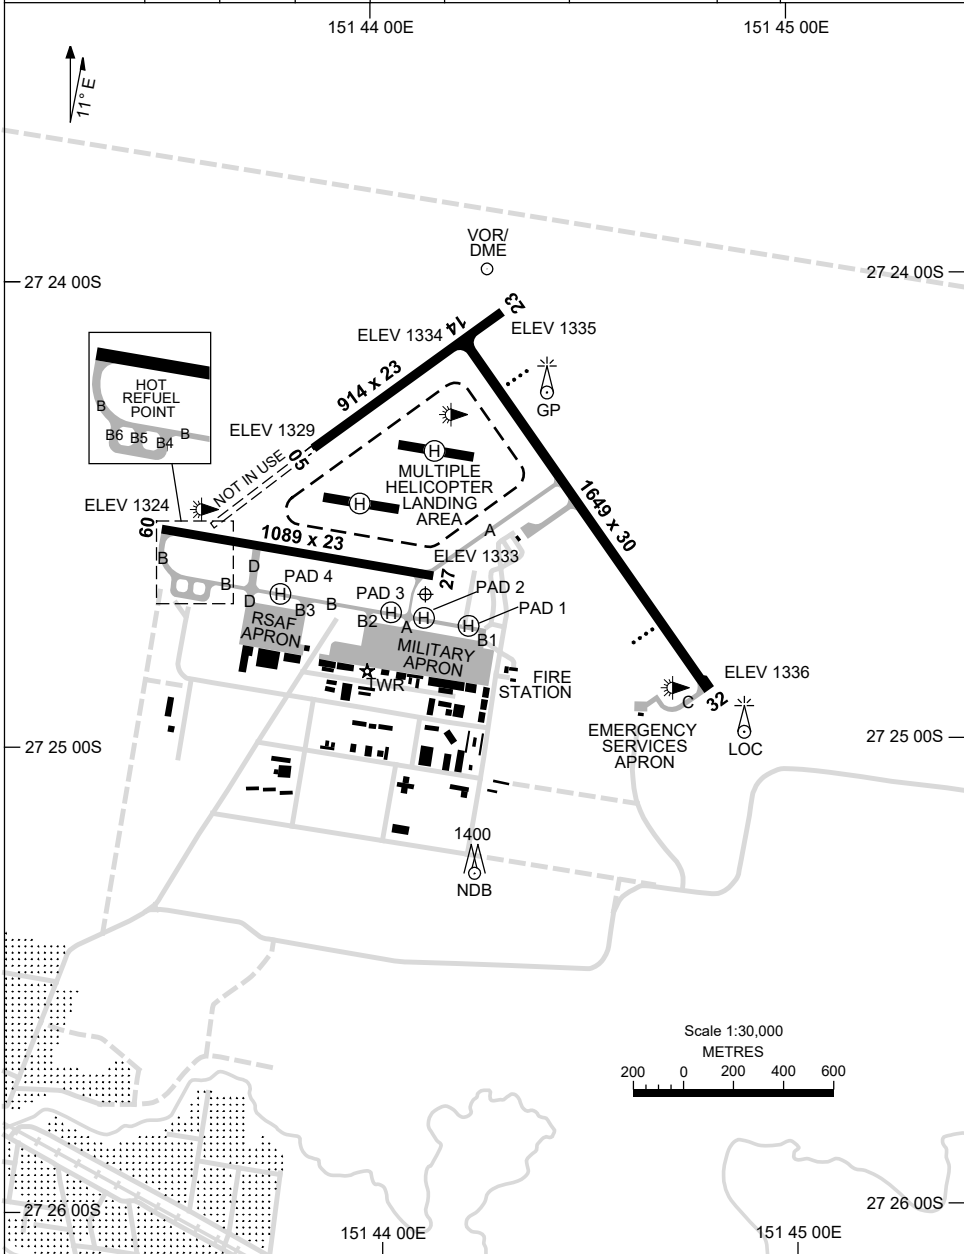 151 44 00E
151 45 00E
11° E
VOR/
DME
27 24 00S
27 24 00S
23
14
ELEV 1334
ELEV 1335
914 x 23
HOT
REFUEL
POINT
B
B6
B5
B4
B
GP
ELEV 1329
05
NOT IN USE
MULTIPLE
HELICOPTER
LANDING
AREA
H
H
ELEV 1324
09
1089 x 23
1649 x 30
A
ELEV 1333
27
B
D
PAD 4
PAD 3
PAD 2
PAD 1
B
D
H
B3
B
B2
H
A
H
H
B1
RSAF
APRON
MILITARY
APRON
TWR
FIRE
STATION
ELEV 1336
C
32
EMERGENCY
SERVICES
APRON
LOC
27 25 00S
27 25 00S
1400
NDB
Scale 1:30,000
METRES
200 0 200 400 600
27 26 00S
27 26 00S
151 44 00E
151 45 00E